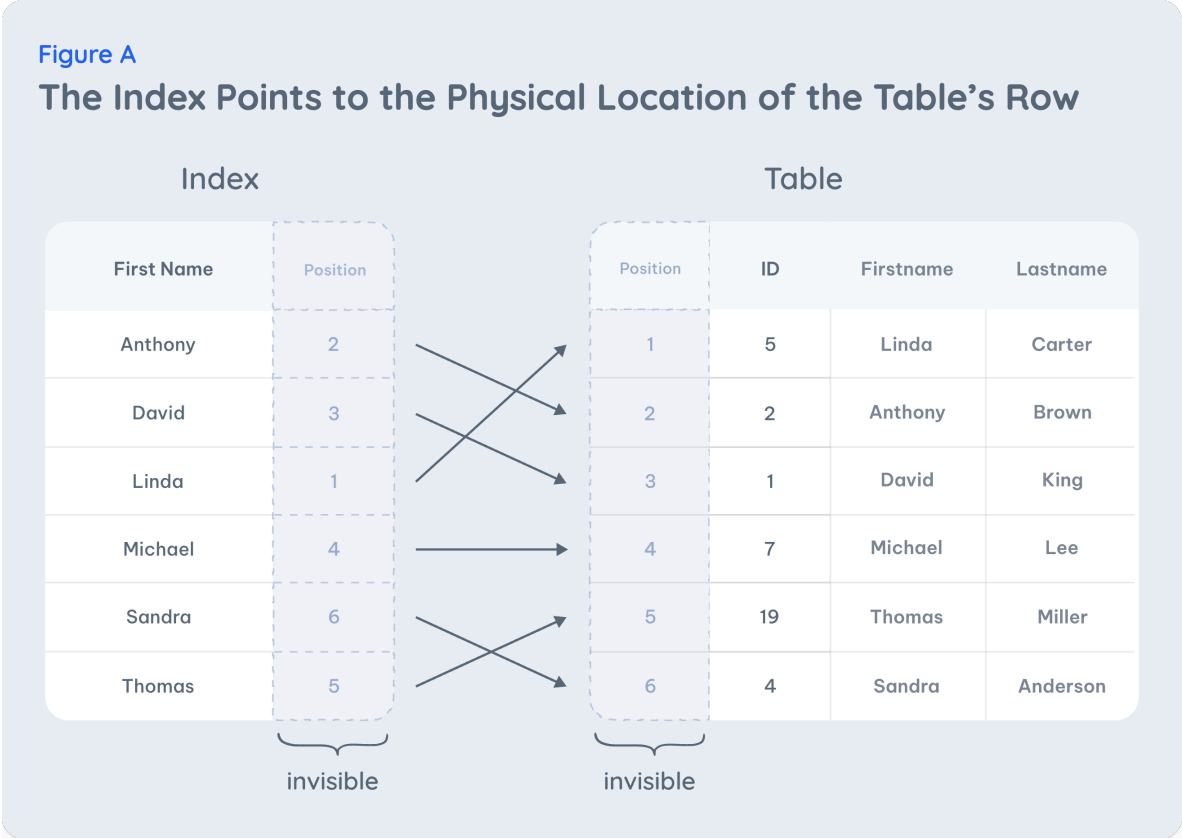 Figure A
The Index Points to the Physical Location of the Table’s Row
Index Table
First Name Position Position ID Firstname Lastname
Anthony 2 1 5 Linda Carter
David 3 2 2 Anthony Brown
Linda 1 3 1 David King
Michael 4 4 7 Michael Lee
Sandra 6 5 19 Thomas Miller
Thomas 5 6 4 Sandra Anderson
invisible invisible